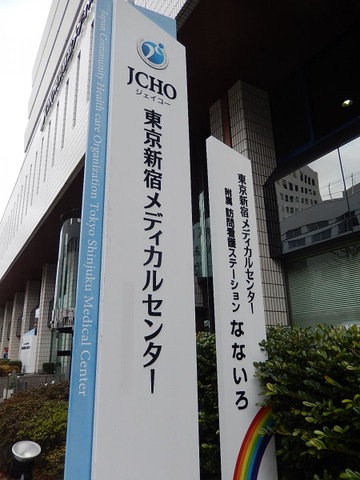 JCHO
ジェイコー
東京新宿メディカルセンター
Japan Community Health care Organization Tokyo Shinjuku Medical Center
東京新宿メディカルセンター
附属 訪問看護ステーション なないろ